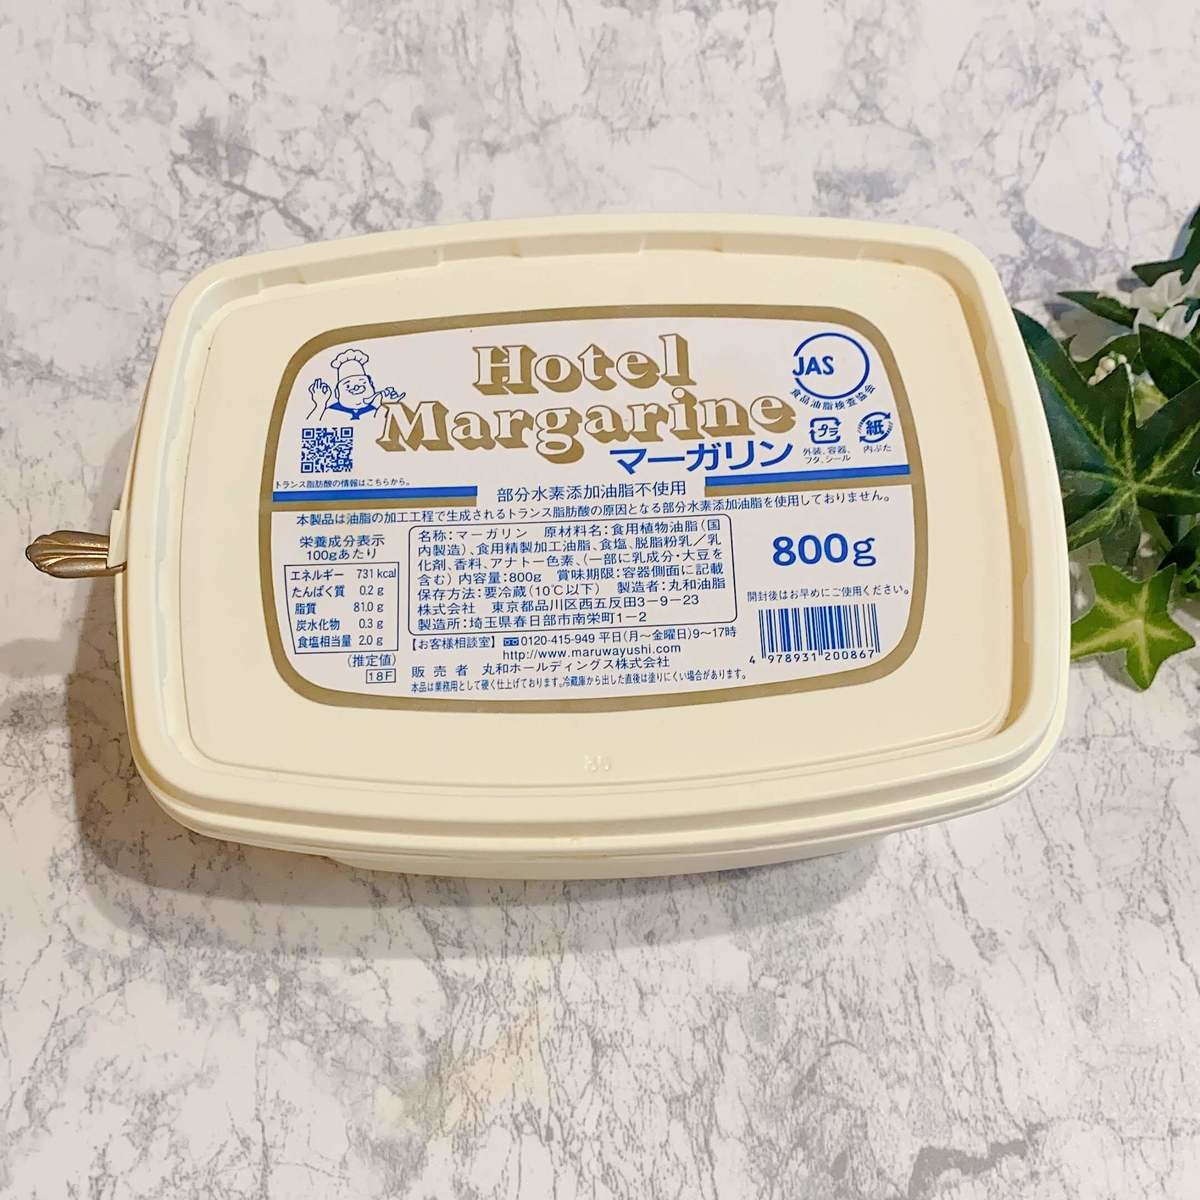 Hotel
Margarine
マーガリン
JAS
食品油脂検査協会
プラ
外装、容器、
フタ、シール
紙
内ぶた
トランス脂肪酸の情報はこちらから。
部分水素添加油脂不使用
本製品は油脂の加工工程で生成されるトランス脂肪酸の原因となる部分水素添加油脂を使用しておりません。
栄養成分表示
100gあたり
エネルギー 731kcal
たんぱく質 0.2g
脂質 81.0g
炭水化物 0.3g
食塩相当量 2.0g
(推定値)
18F
名称:マーガリン 原材料名:食用植物油脂(国
内製造)、食用精製加工油脂、食塩、脱脂粉乳/乳
化剤、香料、アナトー色素、(一部に乳成分・大豆を
含む) 内容量:800g 賞味期限:容器側面に記載
保存方法:要冷蔵(10℃以下) 製造者:丸和油脂
株式会社 東京都品川区西五反田3-9-23
製造所:埼玉県春日部市南栄町1-2
【お客様相談室】0120-415-949 平日(月〜金曜日)9〜17時
http://www.maruwayushi.com
販売者 丸和ホールディングス株式会社
本品は業務用として硬く仕上げております。冷蔵庫から出した直後は塗りにくい場合があります。
800g
開封後はお早めにご使用ください。
4 978931 200867